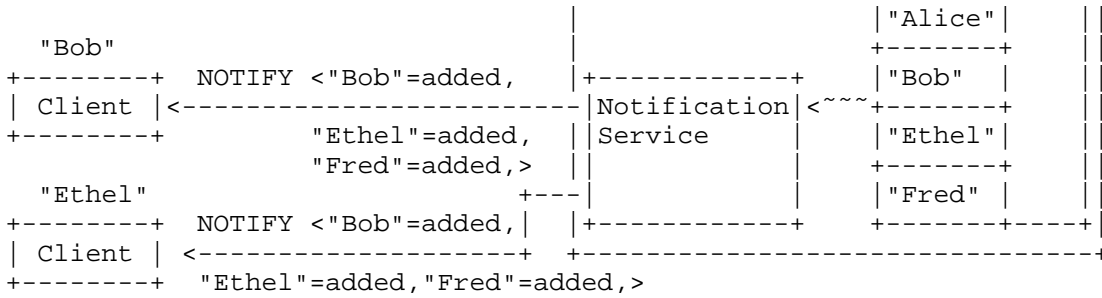 "Alice"
"Bob"
NOTIFY <"Bob"=added, "Bob"
Client Notification
"Ethel"=added, Service "Ethel"
"Fred"=added,>
"Ethel" "Fred"
NOTIFY <"Bob"=added,
Client
"Ethel"=added,"Fred"=added,>